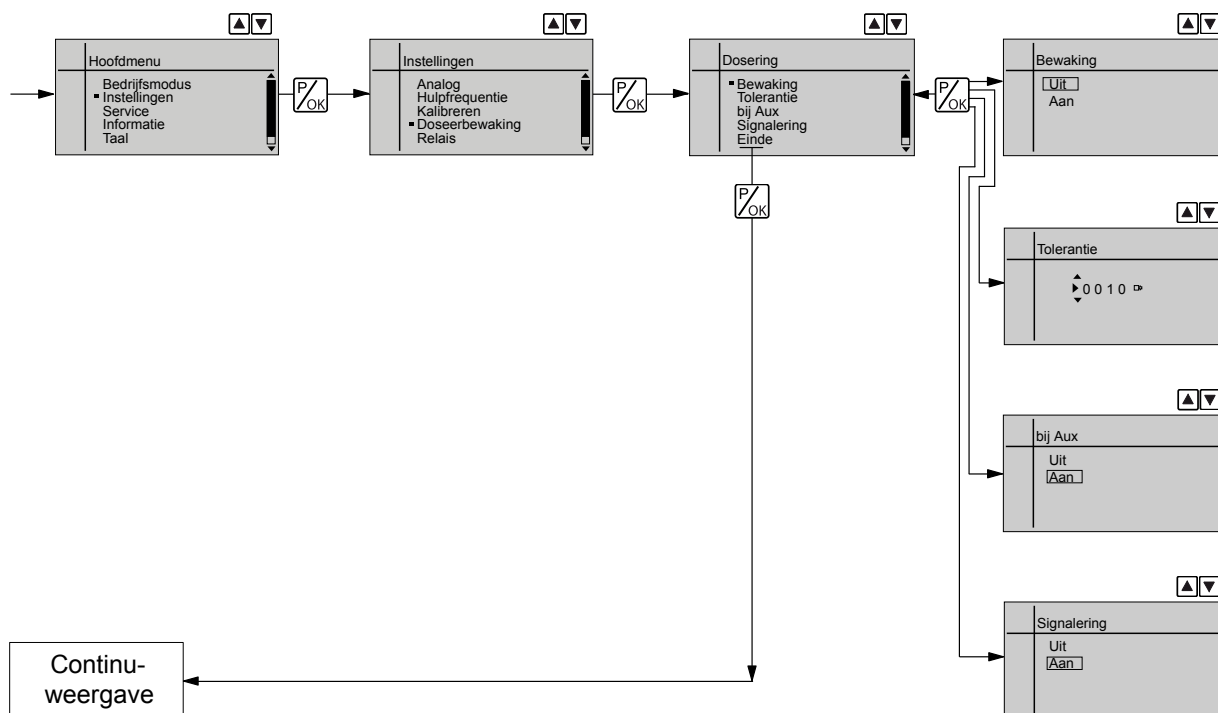 Hoofdmenu
Bedrijfsmodus
Instellingen
Service
Informatie
Taal
P/OK
Instellingen
Analog
Hulpfrequentie
Kalibreren
Doseerbewaking
Relais
P/OK
Dosering
Bewaking
Tolerantie
bij Aux
Signalering
Einde
P/OK
P/OK
Bewaking
Uit
Aan
Tolerantie
0010
bij Aux
Uit
Aan
Signalering
Uit
Aan
Continu-
weergave